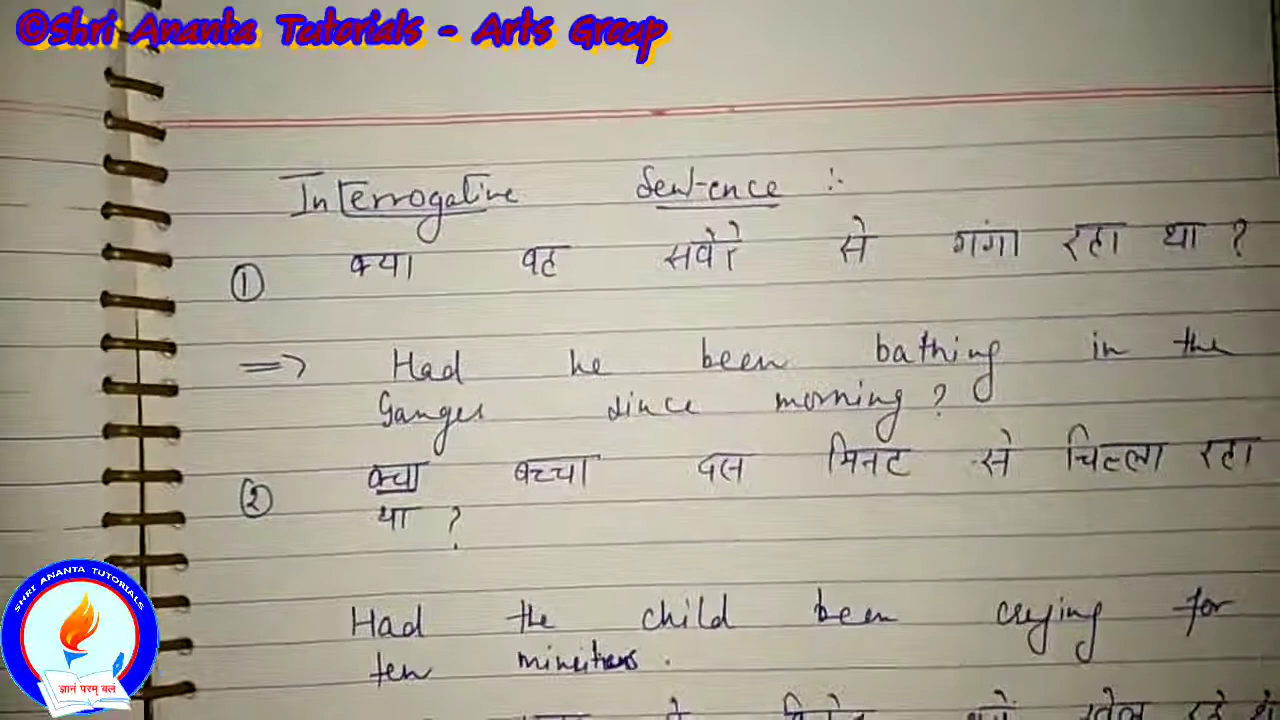 ©Shri Ananta Tutorials - Arts Group
Interrogative Sentence :-
① क्या वह सवेरे से गंगा रहा था ?
⇒ Had he been bathing in the
Ganges since morning ?
② क्या बच्चा दस मिनट से चिल्ला रहा
था ?
Had the child been crying for
ten
SHRI ANANTA TUTORIALS
ज्ञानं परमं बलं